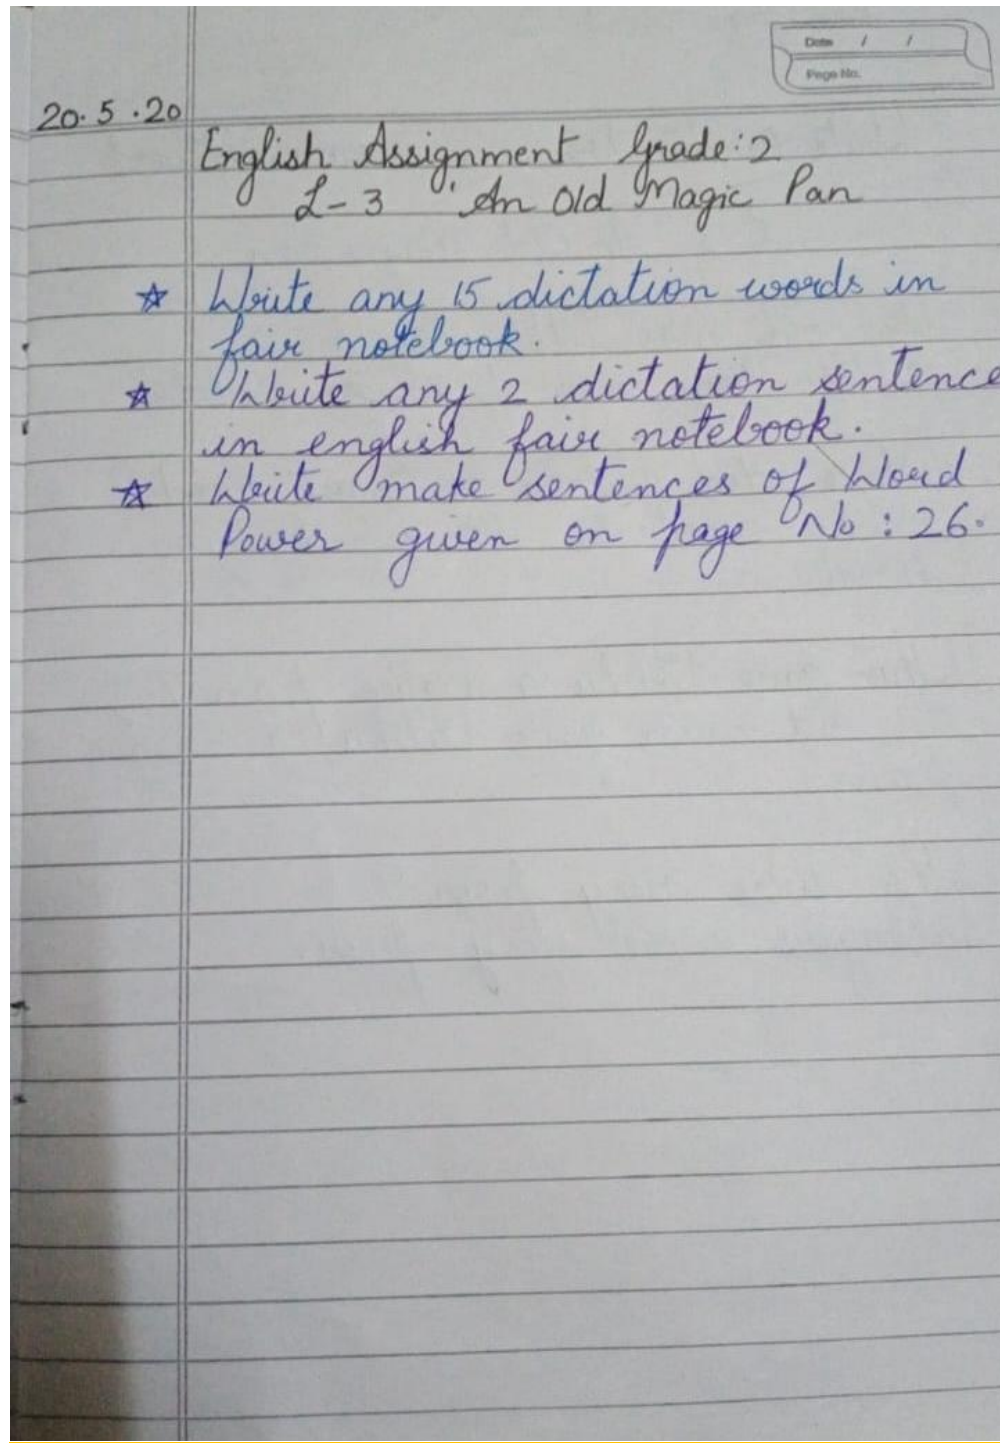 Date / /
Page No.
20.5.20
English Assignment Grade:2
L-3 'An Old Magic Pan
☆ Write any 15 dictation words in
fair notebook.
☆ Write any 2 dictation sentence
in english fair notebook.
☆ Write make sentences of Word
Power given on page No : 26.